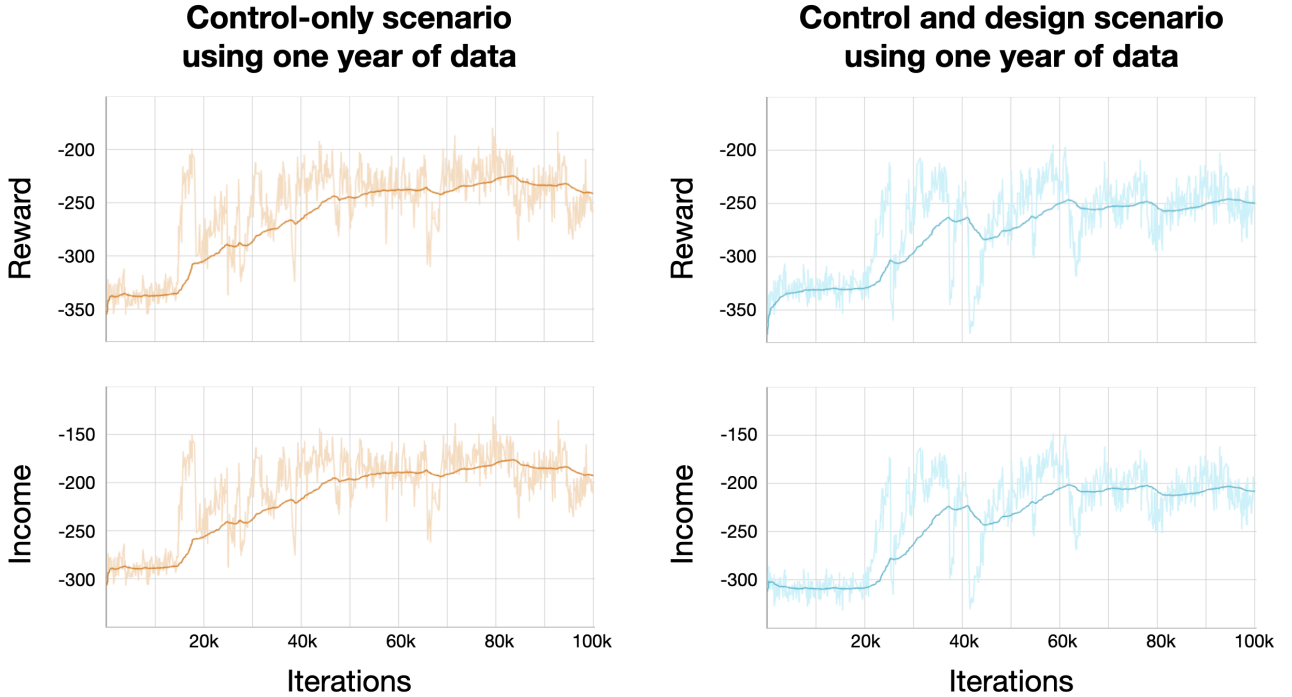 Control-only scenario
using one year of data
Control and design scenario
using one year of data
Reward
-200
-250
-300
-350
Reward
-200
-250
-300
-350
Income
-150
-200
-250
-300
20k
40k
60k
80k
100k
Iterations
Income
-150
-200
-250
-300
20k
40k
60k
80k
100k
Iterations